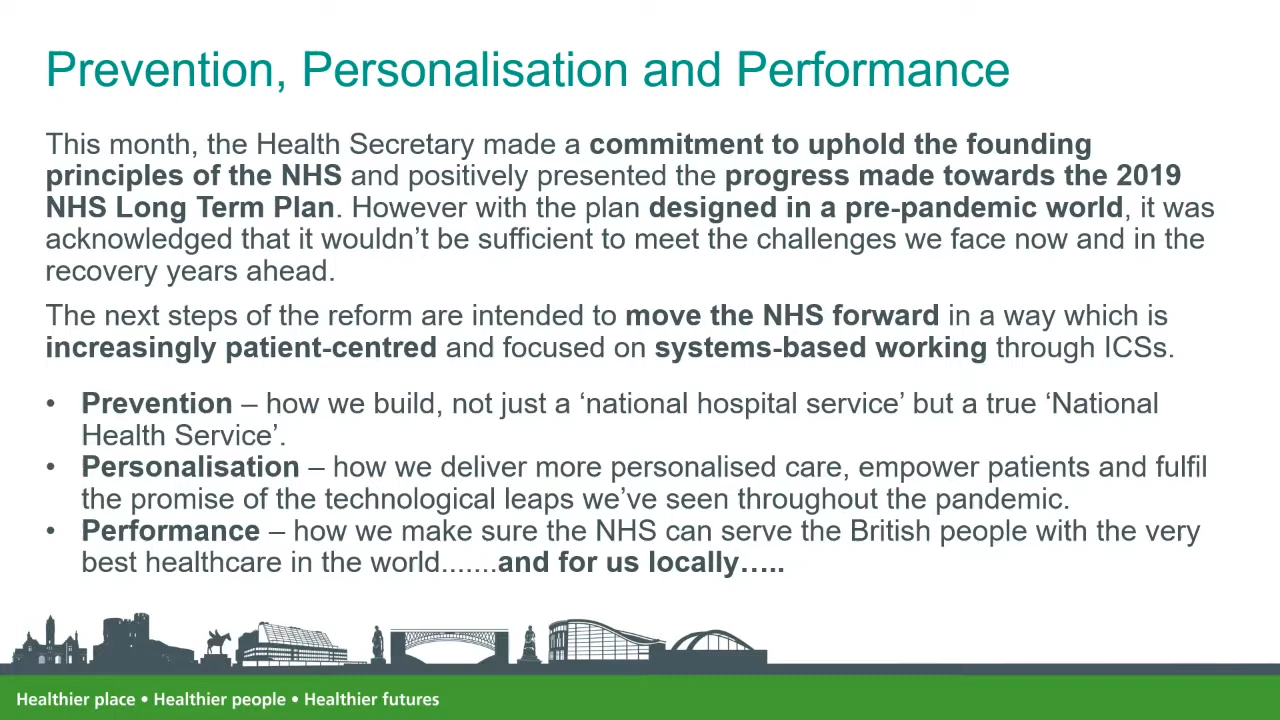 Prevention, Personalisation and Performance
This month, the Health Secretary made a commitment to uphold the founding
principles of the NHS and positively presented the progress made towards the 2019
NHS Long Term Plan. However with the plan designed in a pre-pandemic world, it was
acknowledged that it wouldn’t be sufficient to meet the challenges we face now and in the
recovery years ahead.
The next steps of the reform are intended to move the NHS forward in a way which is
increasingly patient-centred and focused on systems-based working through ICSs.
• Prevention – how we build, not just a ‘national hospital service’ but a true ‘National
Health Service’.
• Personalisation – how we deliver more personalised care, empower patients and fulfil
the promise of the technological leaps we’ve seen throughout the pandemic.
• Performance – how we make sure the NHS can serve the British people with the very
best healthcare in the world.......and for us locally…..
Healthier place • Healthier people • Healthier futures